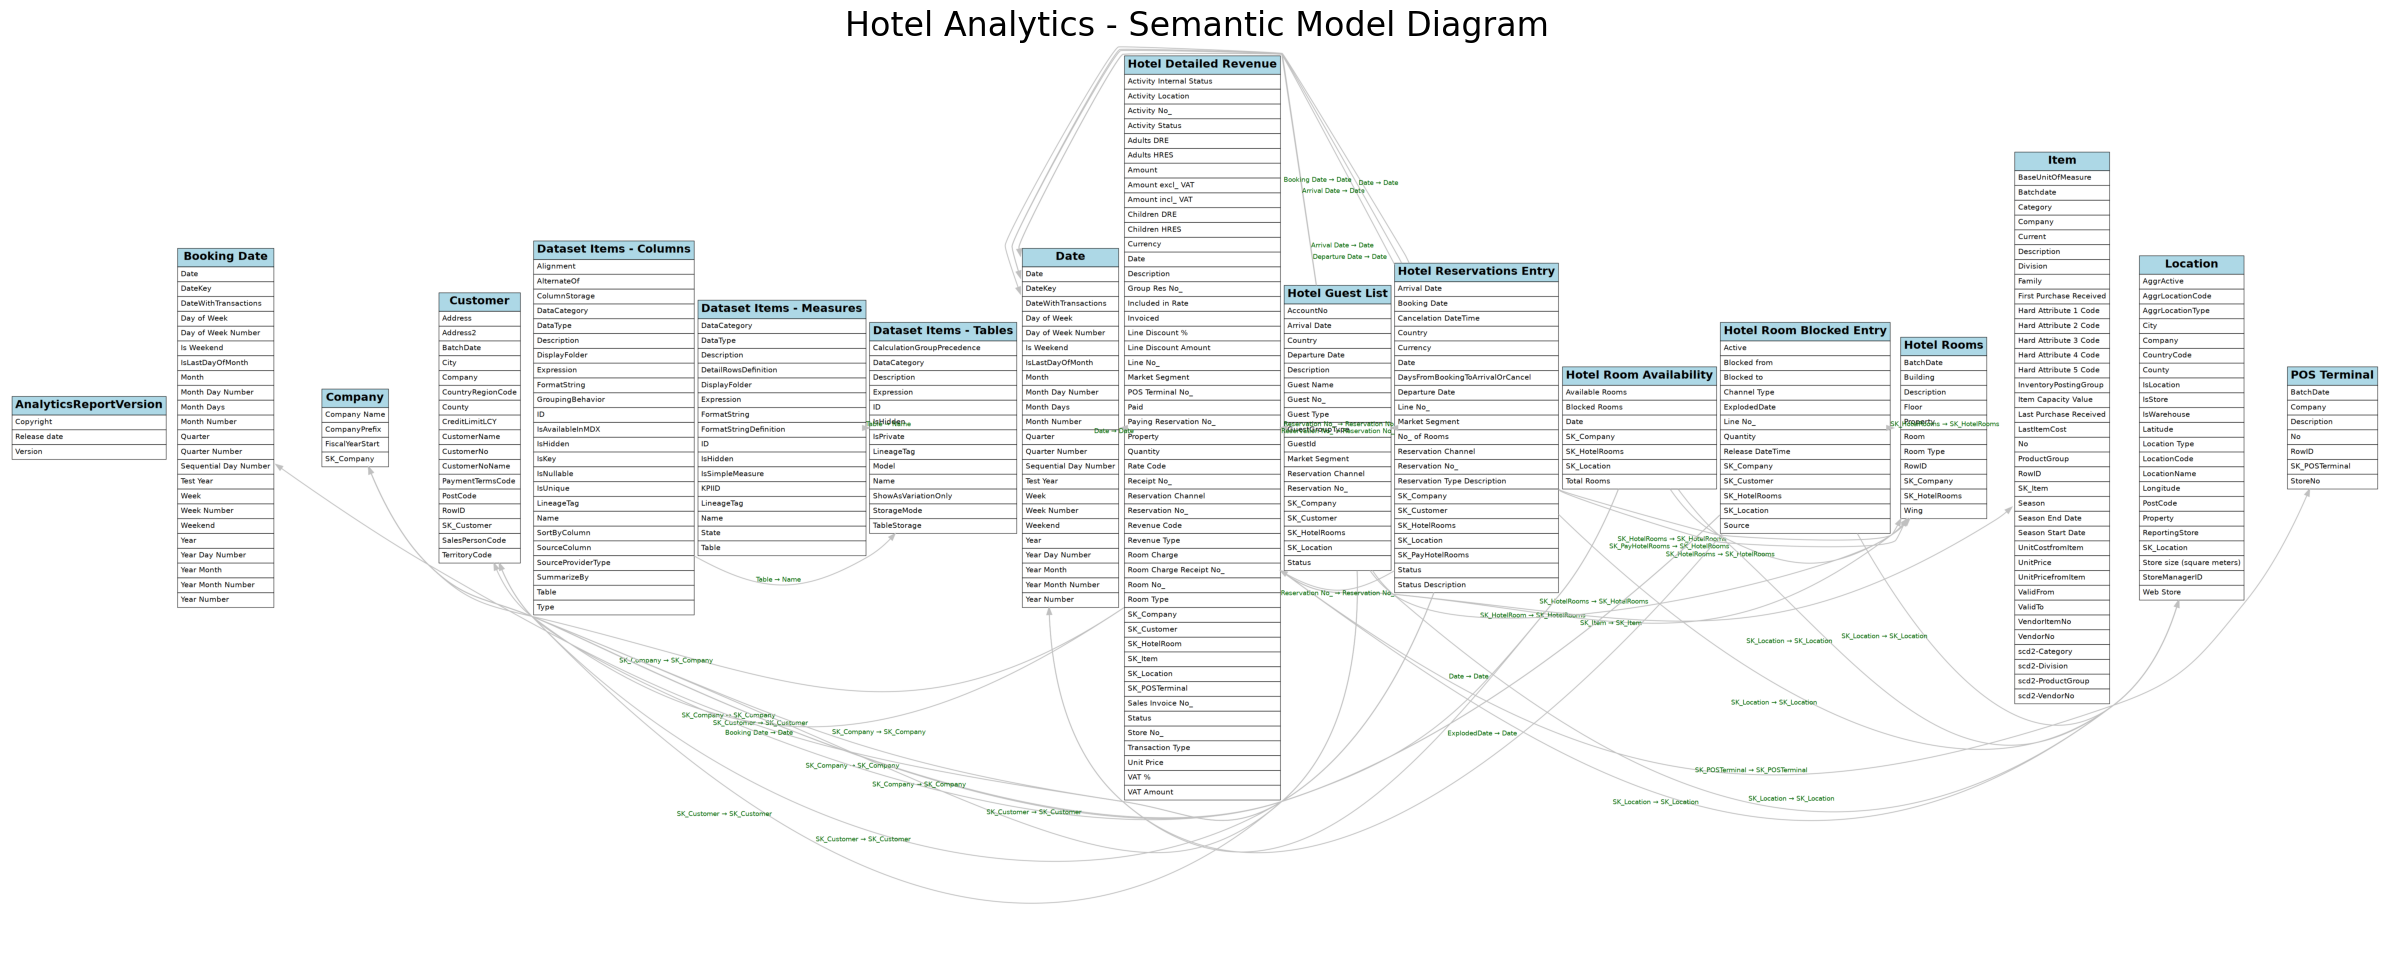 Hotel Analytics - Semantic Model Diagram
AnalyticsReportVersion
Copyright
Release date
Version
Booking Date
Date
DateKey
DateWithTransactions
Day of Week
Day of Week Number
Is Weekend
IsLastDayOfMonth
Month
Month Day Number
Month Days
Month Number
Quarter
Quarter Number
Sequential Day Number
Test Year
Week
Week Number
Weekend
Year
Year Day Number
Year Month
Year Month Number
Year Number
Company
Company Name
CompanyPrefix
FiscalYearStart
SK_Company
Customer
Address
Address2
BatchDate
City
Company
CountryRegionCode
County
CreditLimitLCY
CustomerName
CustomerNo
CustomerNoName
PaymentTermsCode
PostCode
RowID
SK_Customer
SalesPersonCode
TerritoryCode
Dataset Items - Columns
Alignment
AlternateOf
ColumnStorage
DataCategory
DataType
Description
DisplayFolder
Expression
FormatString
GroupingBehavior
ID
IsAvailableInMDX
IsHidden
IsKey
IsNullable
IsUnique
LineageTag
Name
SortByColumn
SourceColumn
SourceProviderType
SummarizeBy
Table
Type
Dataset Items - Measures
DataCategory
DataType
Description
DetailRowsDefinition
DisplayFolder
Expression
FormatString
FormatStringDefinition
ID
IsHidden
IsSimpleMeasure
KPIID
LineageTag
Name
State
Table
Dataset Items - Tables
CalculationGroupPrecedence
DataCategory
Description
Expression
ID
IsHidden
IsPrivate
LineageTag
Model
Name
ShowAsVariationOnly
StorageMode
TableStorage
Date
Date
DateKey
DateWithTransactions
Day of Week
Day of Week Number
Is Weekend
IsLastDayOfMonth
Month
Month Day Number
Month Days
Month Number
Quarter
Quarter Number
Sequential Day Number
Test Year
Week
Week Number
Weekend
Year
Year Day Number
Year Month
Year Month Number
Year Number
Hotel Detailed Revenue
Activity Internal Status
Activity Location
Activity No_
Activity Status
Adults DRE
Adults HRES
Amount
Amount excl_ VAT
Amount incl_ VAT
Children DRE
Children HRES
Currency
Date
Description
Group Res No_
Included in Rate
Invoiced
Line Discount %
Line Discount Amount
Line No_
Market Segment
POS Terminal No_
Paid
Paying Reservation No_
Property
Quantity
Rate Code
Receipt No_
Reservation Channel
Reservation No_
Revenue Code
Revenue Type
Room Charge
Room Charge Receipt No_
Room No_
Room Type
SK_Company
SK_Customer
SK_HotelRoom
SK_Item
SK_Location
SK_POSTerminal
Sales Invoice No_
Status
Store No_
Transaction Type
Unit Price
VAT %
VAT Amount
Hotel Guest List
AccountNo
Arrival Date
Country
Departure Date
Description
Guest Name
Guest No_
Guest Type
GuestGroupType
GuestId
Market Segment
Reservation Channel
Reservation No_
SK_Company
SK_Customer
SK_HotelRooms
SK_Location
Status
Hotel Reservations Entry
Arrival Date
Booking Date
Cancelation DateTime
Country
Currency
Date
DaysFromBookingToArrivalOrCancel
Departure Date
Line No_
Market Segment
No_ of Rooms
Reservation Channel
Reservation No_
Reservation Type Description
SK_Company
SK_Customer
SK_HotelRooms
SK_Location
SK_PayHotelRooms
Status
Status Description
Hotel Room Availability
Available Rooms
Blocked Rooms
Date
SK_Company
SK_HotelRooms
SK_Location
Total Rooms
Hotel Room Blocked Entry
Active
Blocked from
Blocked to
Channel Type
ExplodedDate
Line No_
Quantity
Release DateTime
SK_Company
SK_Customer
SK_HotelRooms
SK_Location
Source
Hotel Rooms
BatchDate
Building
Description
Floor
Property
Room
Room Type
RowID
SK_Company
SK_HotelRooms
Wing
Item
BaseUnitOfMeasure
Batchdate
Category
Company
Current
Description
Division
Family
First Purchase Received
Hard Attribute 1 Code
Hard Attribute 2 Code
Hard Attribute 3 Code
Hard Attribute 4 Code
Hard Attribute 5 Code
InventoryPostingGroup
Item Capacity Value
Last Purchase Received
LastItemCost
No
ProductGroup
RowID
SK_Item
Season
Season End Date
Season Start Date
UnitCostfromItem
UnitPrice
UnitPricefromItem
ValidFrom
ValidTo
VendorItemNo
VendorNo
scd2-Category
scd2-Division
scd2-ProductGroup
scd2-VendorNo
Location
AggrActive
AggrLocationCode
AggrLocationType
City
Company
CountryCode
County
IsLocation
IsStore
IsWarehouse
Latitude
Location Type
LocationCode
LocationName
Longitude
PostCode
Property
ReportingStore
SK_Location
Store size (square meters)
StoreManagerID
Web Store
POS Terminal
BatchDate
Company
Description
No
RowID
SK_POSTerminal
StoreNo
Booking Date → Date
Date → Date
Arrival Date → Date
Arrival Date → Date
Departure Date → Date
Table → Name
Date → Date
Reservation No_ → Reservation No_
Reservation No_ → Reservation No_
SK_HotelRooms → SK_HotelRooms
SK_HotelRooms → SK_HotelRooms
SK_PayHotelRooms → SK_HotelRooms
SK_HotelRooms → SK_HotelRooms
Table → Name
Reservation No_ → Reservation No_
SK_HotelRooms → SK_HotelRooms
SK_HotelRoom → SK_HotelRooms
SK_Item → SK_Item
SK_Location → SK_Location
SK_Location → SK_Location
SK_Company → SK_Company
Date → Date
SK_Location → SK_Location
SK_Company → SK_Company
SK_Customer → SK_Customer
Booking Date → Date
SK_Company → SK_Company
ExplodedDate → Date
SK_Company → SK_Company
SK_POSTerminal → SK_POSTerminal
SK_Company → SK_Company
SK_Location → SK_Location
SK_Location → SK_Location
SK_Customer → SK_Customer
SK_Customer → SK_Customer
SK_Customer → SK_Customer